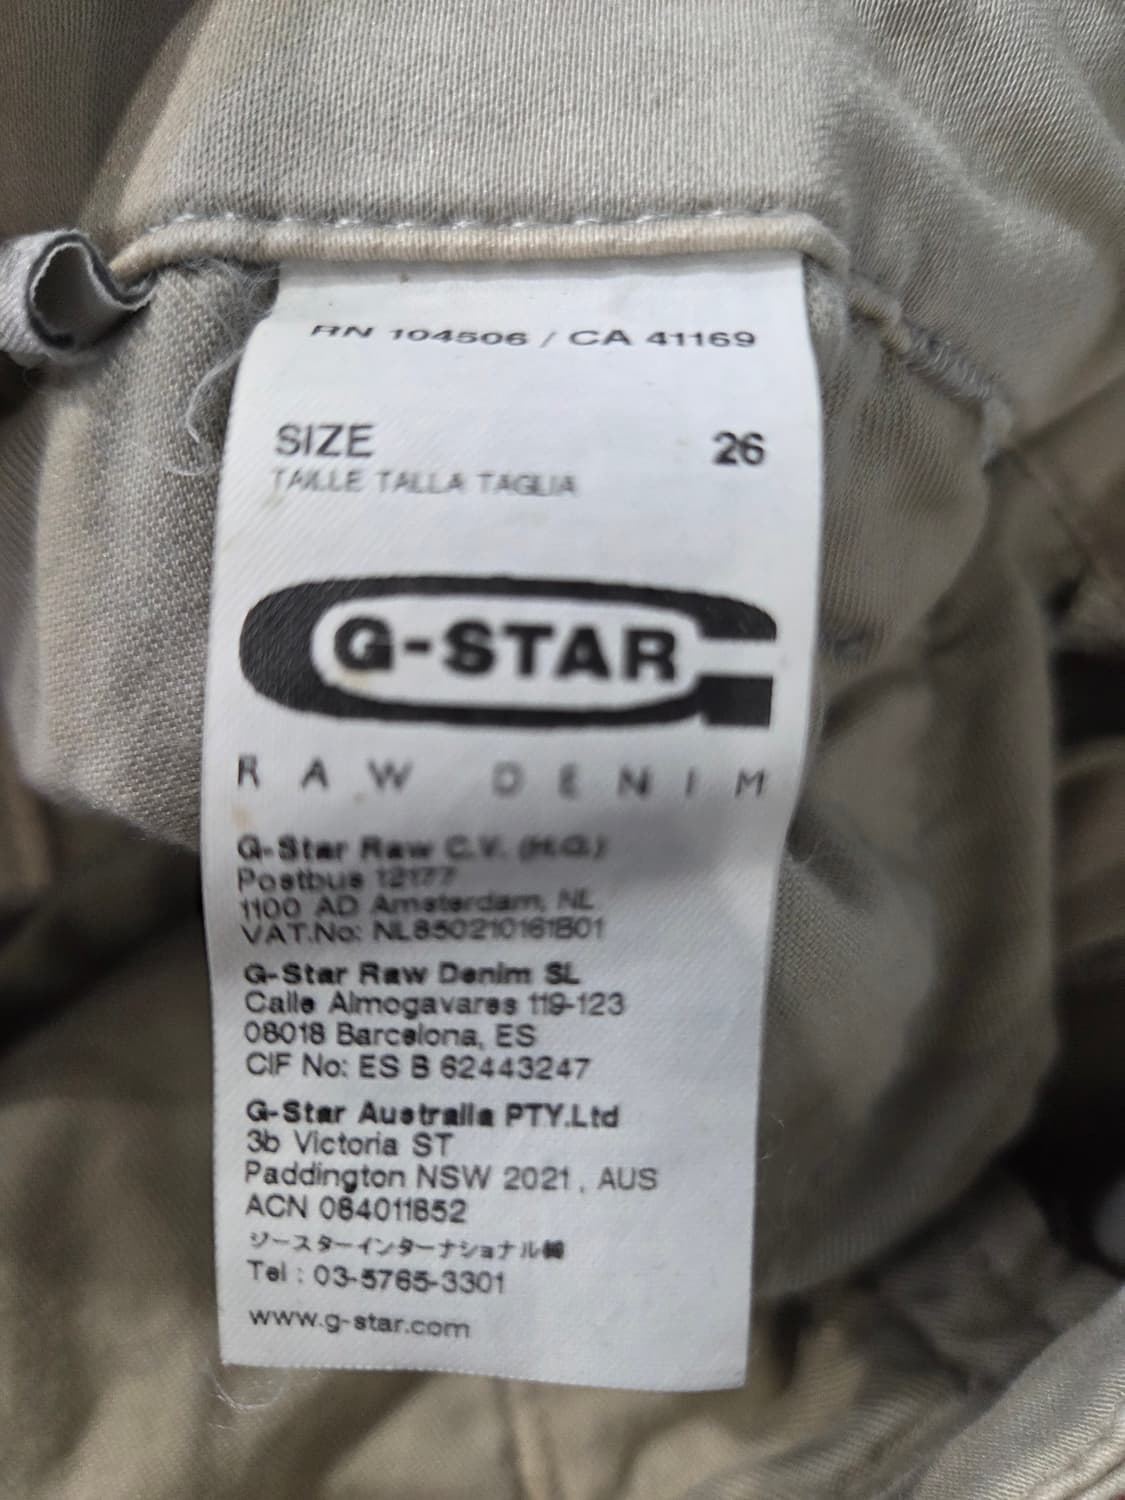 RN 104506 / CA 41169
SIZE 26
TAILLE TALLA TAGLIA
G-STAR
RAW DENIM
G-Star Raw C.V. (H.G.)
Postbus 12177
1100 AD Amsterdam, NL
VAT.No: NL850210161B01
G-Star Raw Denim SL
Calle Almogavares 119-123
08018 Barcelona, ES
CIF No: ES B 62443247
G-Star Australia PTY.Ltd
3b Victoria ST
Paddington NSW 2021, AUS
ACN 084011852
ジースターインターナショナル㈱
Tel : 03-5765-3301
www.g-star.com